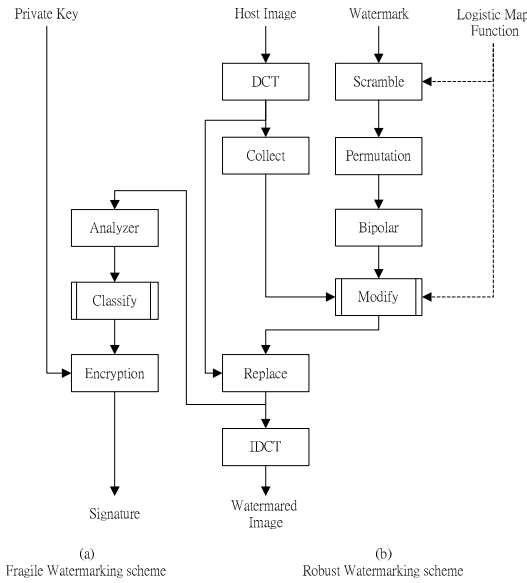 Private Key
Host Image
Watermark
Logistic Map
Function
DCT
Scramble
Collect
Permutation
Analyzer
Bipolar
Classify
Modify
Encryption
Replace
IDCT
Signature
Watermared
Image
(a)
Fragile Watermarking scheme
(b)
Robust Watermarking scheme